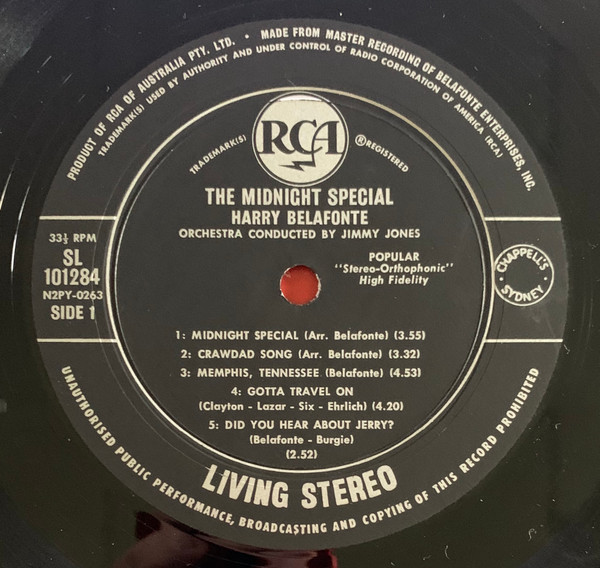 PRODUCT OF RCA OF AUSTRALIA PTY. LTD. • MADE FROM MASTER RECORDING OF BELAFONTE ENTERPRISES, INC.
TRADEMARK(S) USED BY AUTHORITY AND UNDER CONTROL OF RADIO CORPORATION OF AMERICA (RCA)
TRADEMARK(S) RCA ®REGISTERED
THE MIDNIGHT SPECIAL
HARRY BELAFONTE
ORCHESTRA CONDUCTED BY JIMMY JONES
33⅓ RPM
SL
101284
N2PY-0263
SIDE 1
POPULAR
"Stereo-Orthophonic"
High Fidelity
CHAPPELL'S
SYDNEY
1: MIDNIGHT SPECIAL (Arr. Belafonte) (3.55)
2: CRAWDAD SONG (Arr. Belafonte) (3.32)
3: MEMPHIS, TENNESSEE (Belafonte) (4.53)
4: GOTTA TRAVEL ON
(Clayton - Lazar - Six - Ehrlich) (4.20)
5: DID YOU HEAR ABOUT JERRY?
(Belafonte - Burgie)
(2.52)
LIVING STEREO
UNAUTHORISED PUBLIC PERFORMANCE, BROADCASTING AND COPYING OF THIS RECORD PROHIBITED